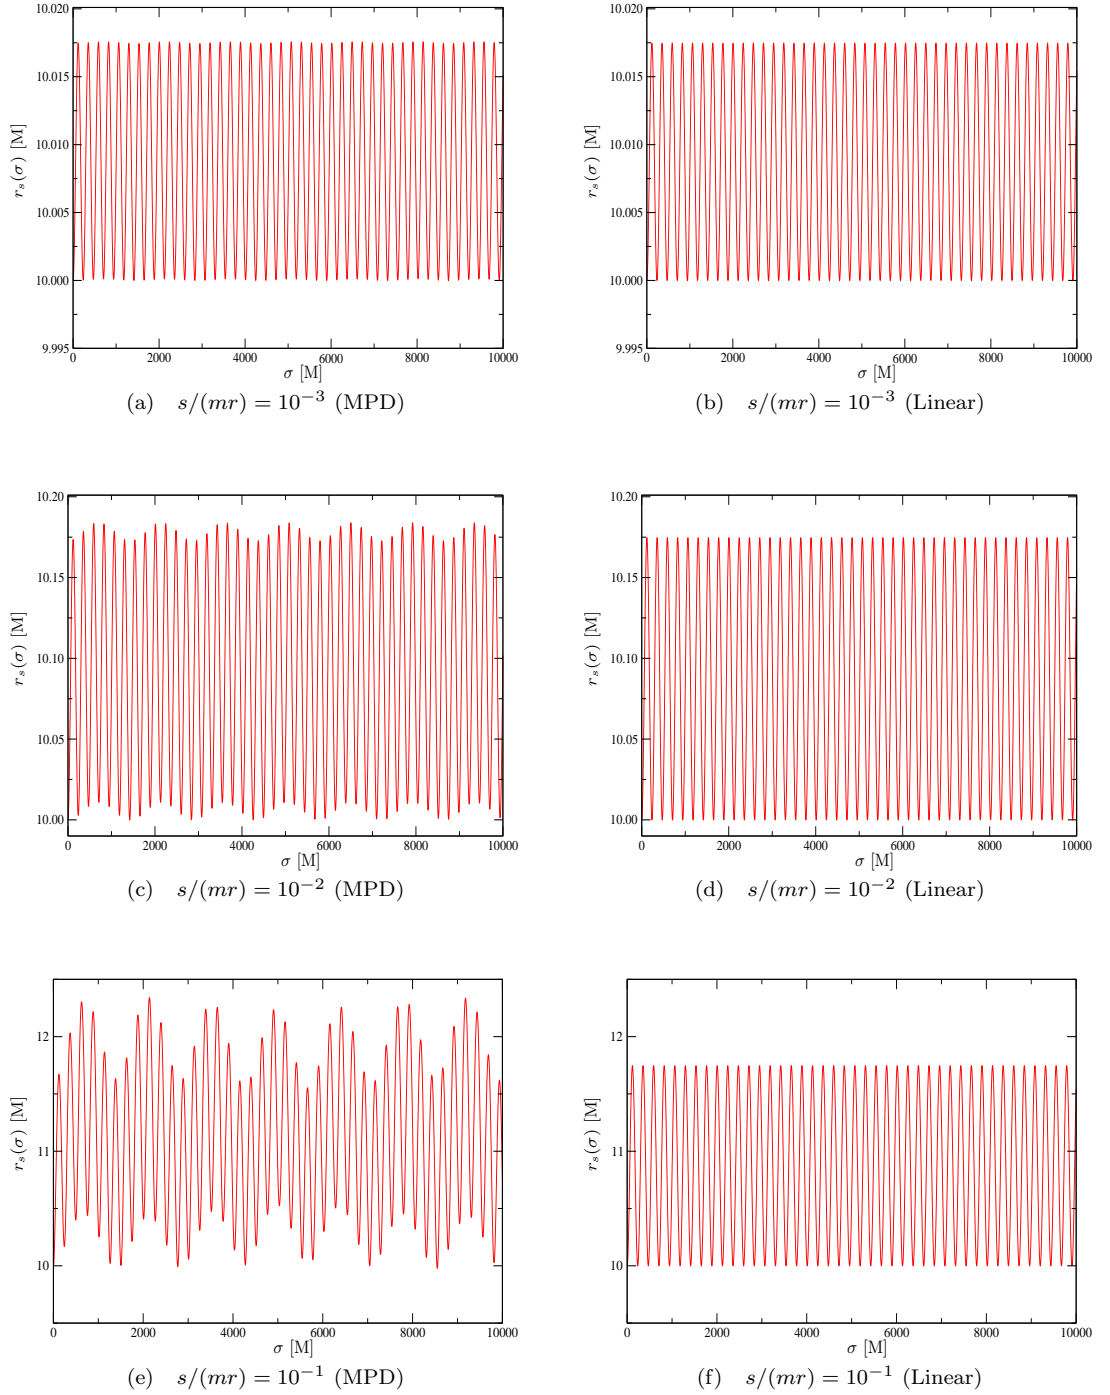 10.020
10.015
10.010
10.005
10.000
9.995
r_s(σ) [M]
0 2000 4000 6000 8000 10000
σ [M]
(a) s/(mr) = 10⁻³ (MPD)
10.020
10.015
10.010
10.005
10.000
9.995
r_s(σ) [M]
0 2000 4000 6000 8000 10000
σ [M]
(b) s/(mr) = 10⁻³ (Linear)
10.20
10.15
10.10
10.05
10.00
r_s(σ) [M]
0 2000 4000 6000 8000 10000
σ [M]
(c) s/(mr) = 10⁻² (MPD)
10.20
10.15
10.10
10.05
10.00
r_s(σ) [M]
0 2000 4000 6000 8000 10000
σ [M]
(d) s/(mr) = 10⁻² (Linear)
12
11
10
r_s(σ) [M]
0 2000 4000 6000 8000 10000
σ [M]
(e) s/(mr) = 10⁻¹ (MPD)
12
11
10
r_s(σ) [M]
0 2000 4000 6000 8000 10000
σ [M]
(f) s/(mr) = 10⁻¹ (Linear)